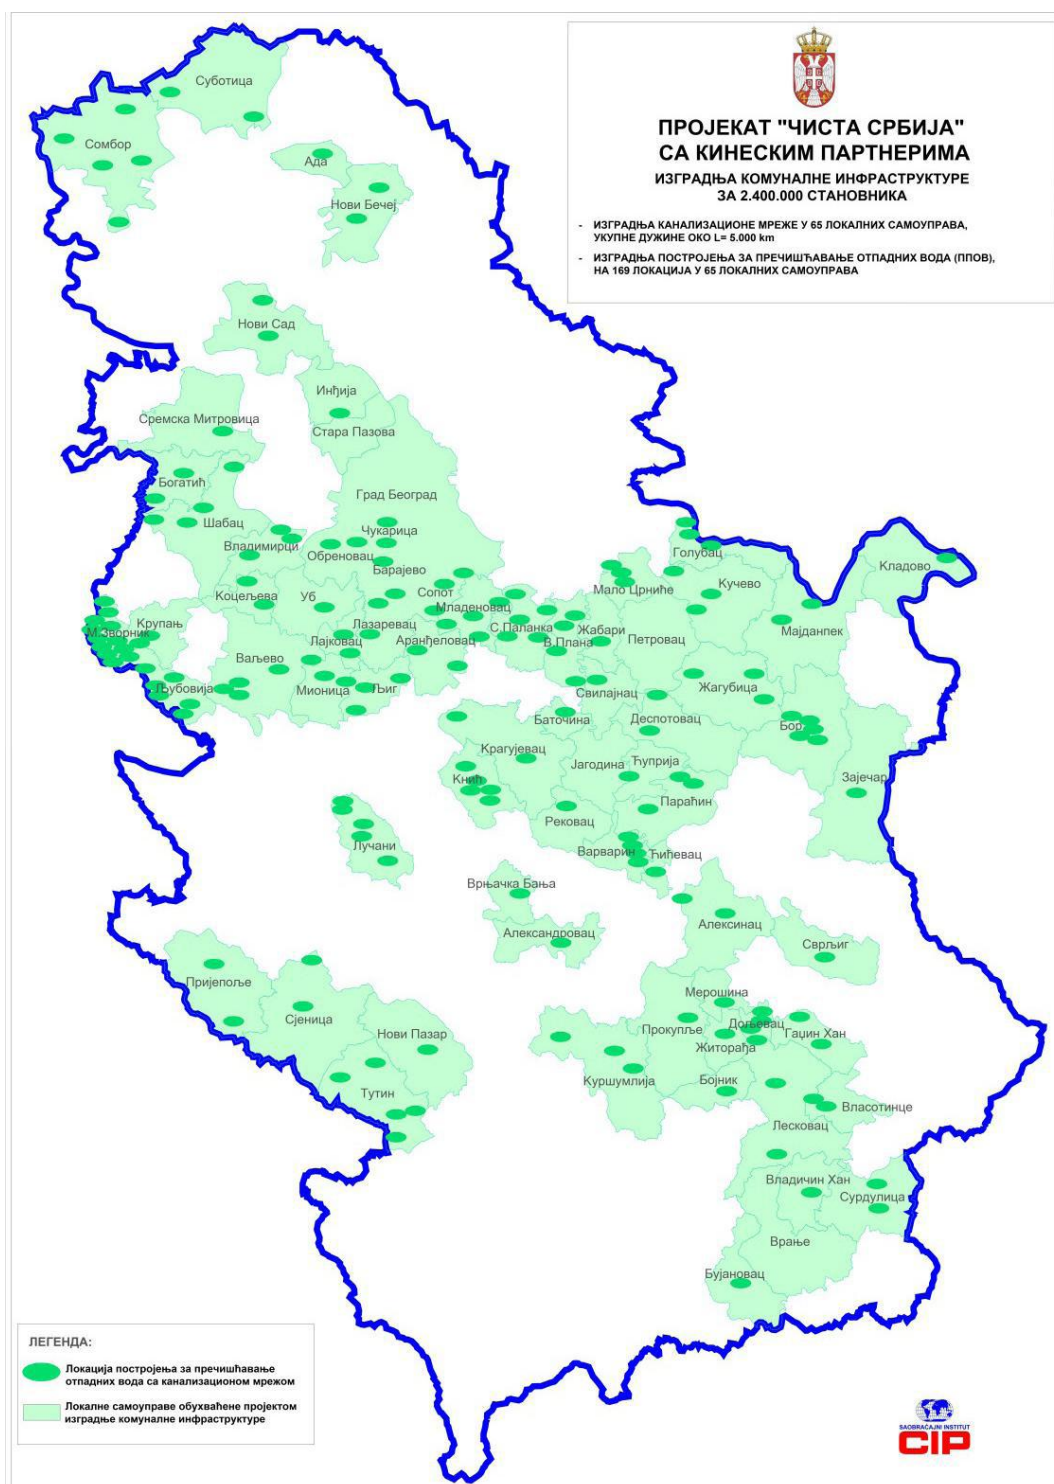 ПРОЈЕКАТ "ЧИСТА СРБИЈА"
СА КИНЕСКИМ ПАРТНЕРИМА
ИЗГРАДЊА КОМУНАЛНЕ ИНФРАСТРУКТУРЕ
ЗА 2.400.000 СТАНОВНИКА
- ИЗГРАДЊА КАНАЛИЗАЦИОНЕ МРЕЖЕ У 65 ЛОКАЛНИХ САМОУПРАВА,
УКУПНЕ ДУЖИНЕ ОКО L= 5.000 km
- ИЗГРАДЊА ПОСТРОЈЕЊА ЗА ПРЕЧИШЋАВАЊЕ ОТПАДНИХ ВОДА (ППОВ),
НА 169 ЛОКАЦИЈА У 65 ЛОКАЛНИХ САМОУПРАВА
Суботица
Сомбор
Ада
Нови Бечеј
Нови Сад
Инђија
Сремска Митровица
Стара Пазова
Богатић
Град Београд
Шабац
Чукарица
Владимирци
Обреновац
Голубац
Барајево
Кладово
Коцељева
Уб
Сопот
Мало Црниће
Кучево
Младеновац
М.Зворник
Крупањ
Лазаревац
С.Паланка
Жабари
Мајданпек
Лајковац
Аранђеловац
В.Плана
Петровац
Ваљево
Љубовија
Мионица
Љиг
Свилајнац
Жагубица
Баточина
Деспотовац
Бор
Крагујевац
Кнић
Јагодина
Ћуприја
Зајечар
Параћин
Рековац
Лучани
Варварин
Ћићевац
Врњачка Бања
Александровац
Алексинац
Сврљиг
Пријепоље
Сјеница
Мерошина
Нови Пазар
Прокупље
Дољевац
Гаџин Хан
Житорађа
Куршумлија
Бојник
Тутин
Власотинце
Лесковац
Владичин Хан
Сурдулица
Врање
Бујановац
ЛЕГЕНДА:
Локација постројења за пречишћавање
отпадних вода са канализационом мрежом
Локалне самоуправе обухваћене пројектом
изградње комуналне инфраструктуре
SAOBRAĆAJNI INSTITUT
CIP